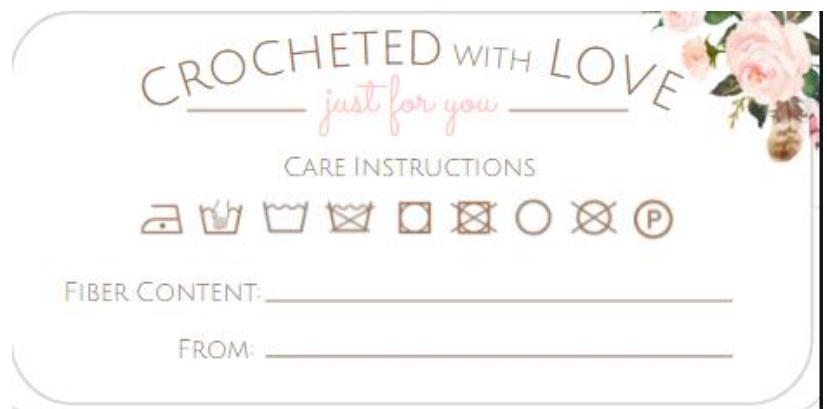 CROCHETED WITH LOVE
just for you
CARE INSTRUCTIONS
P
FIBER CONTENT:
FROM: